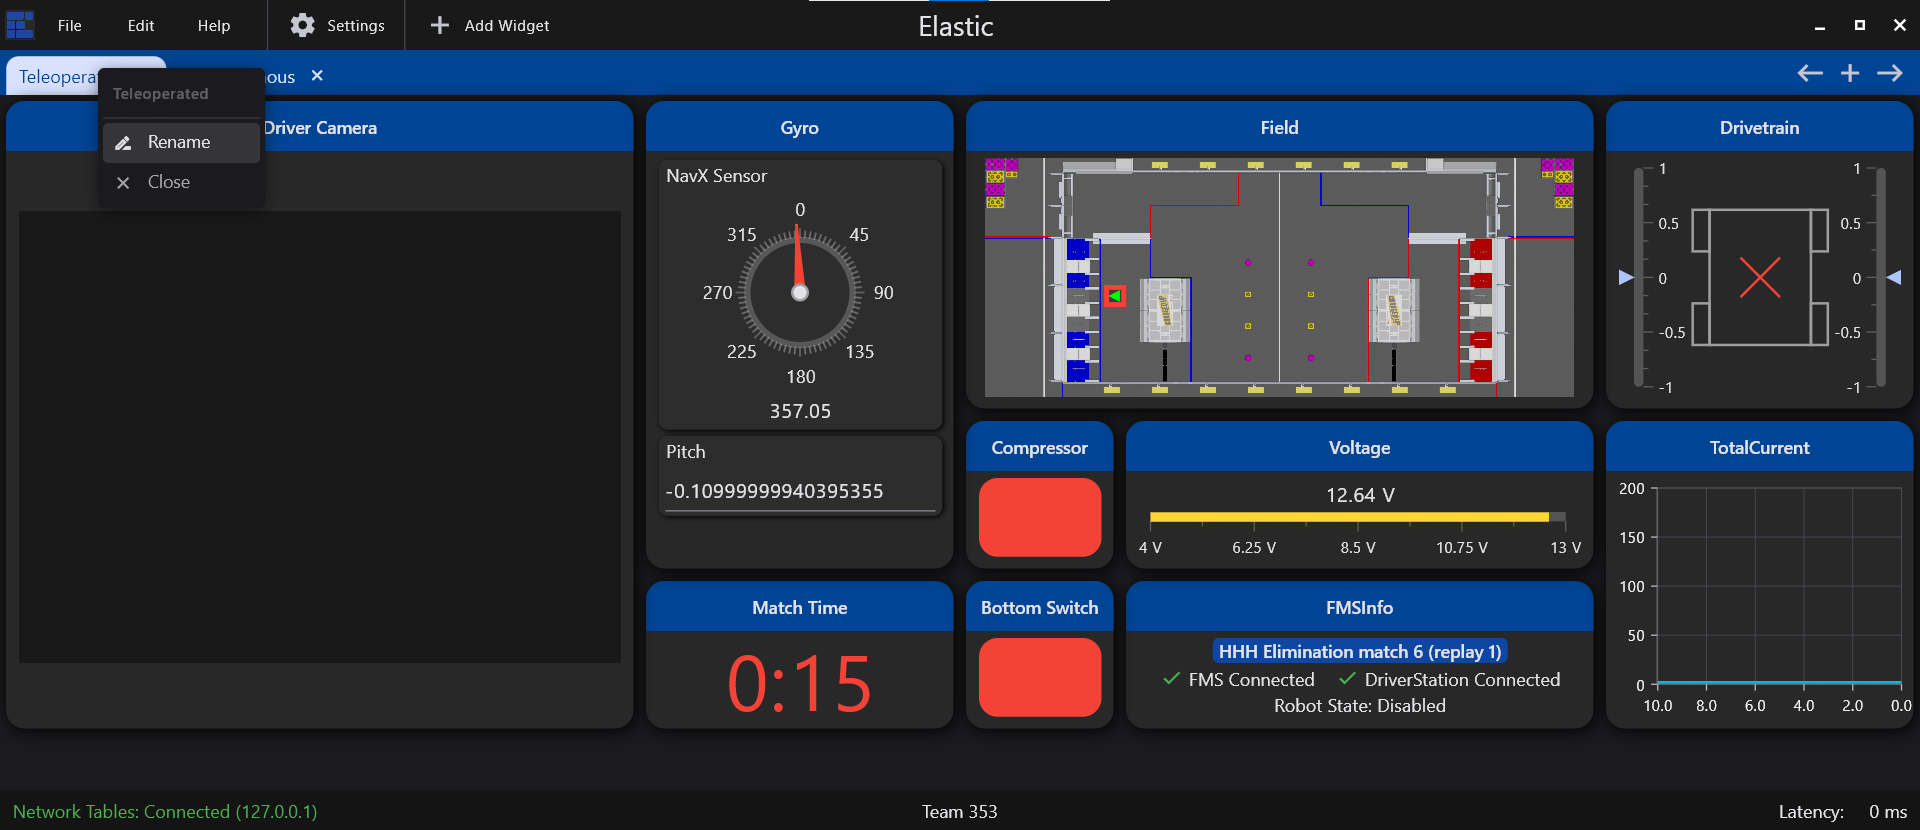 File Edit Help Settings Add Widget Elastic
Teleoperat ous
Teleoperated
Rename
Close
Driver Camera
Gyro
NavX Sensor
0
315 45
270 90
225 135
180
357.05
Pitch
-0.10999999940395355
Match Time
0:15
Field
Compressor
Bottom Switch
Voltage
12.64 V
4 V 6.25 V 8.5 V 10.75 V 13 V
FMSInfo
HHH Elimination match 6 (replay 1)
FMS Connected DriverStation Connected
Robot State: Disabled
Drivetrain
1 1
0.5 0.5
0 0
-0.5 -0.5
-1 -1
TotalCurrent
200
150
100
50
0
10.0 8.0 6.0 4.0 2.0 0.0
Network Tables: Connected (127.0.0.1) Team 353 Latency: 0 ms